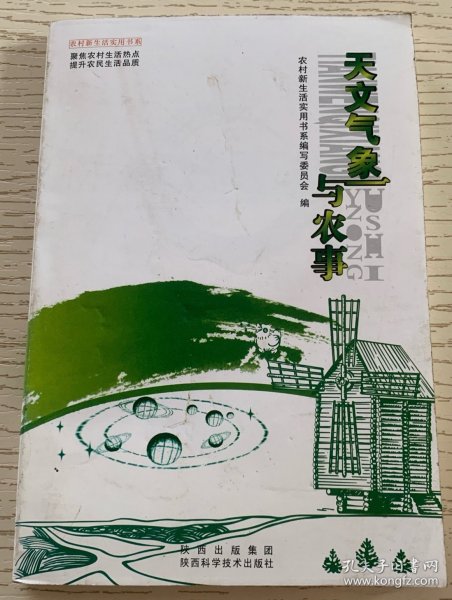 农村新生活实用书系
聚焦农村生活热点
提升农民生活品质
天文气象
与农事
TIANWENQIXIANG
YUNONGSHI
农村新生活实用书系编写委员会 编
陕西出版集团
陕西科学技术出版社
孔夫子旧书网
www.kongfz.com